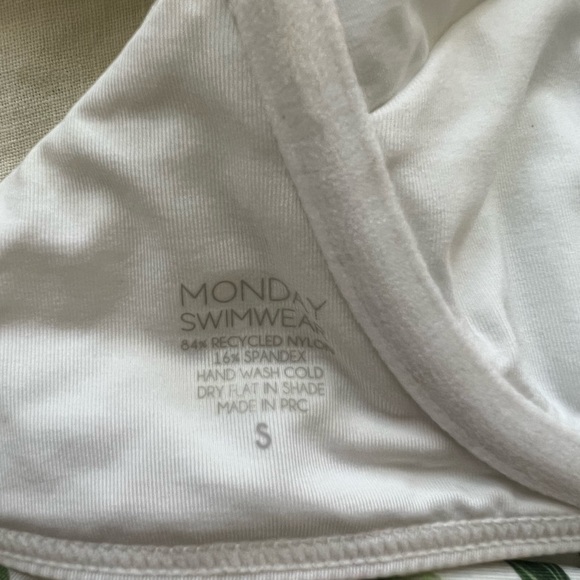 MONDAY
SWIMWEAR
84% RECYCLED NYLON
16% SPANDEX
HAND WASH COLD
DRY FLAT IN SHADE
MADE IN PRC
S